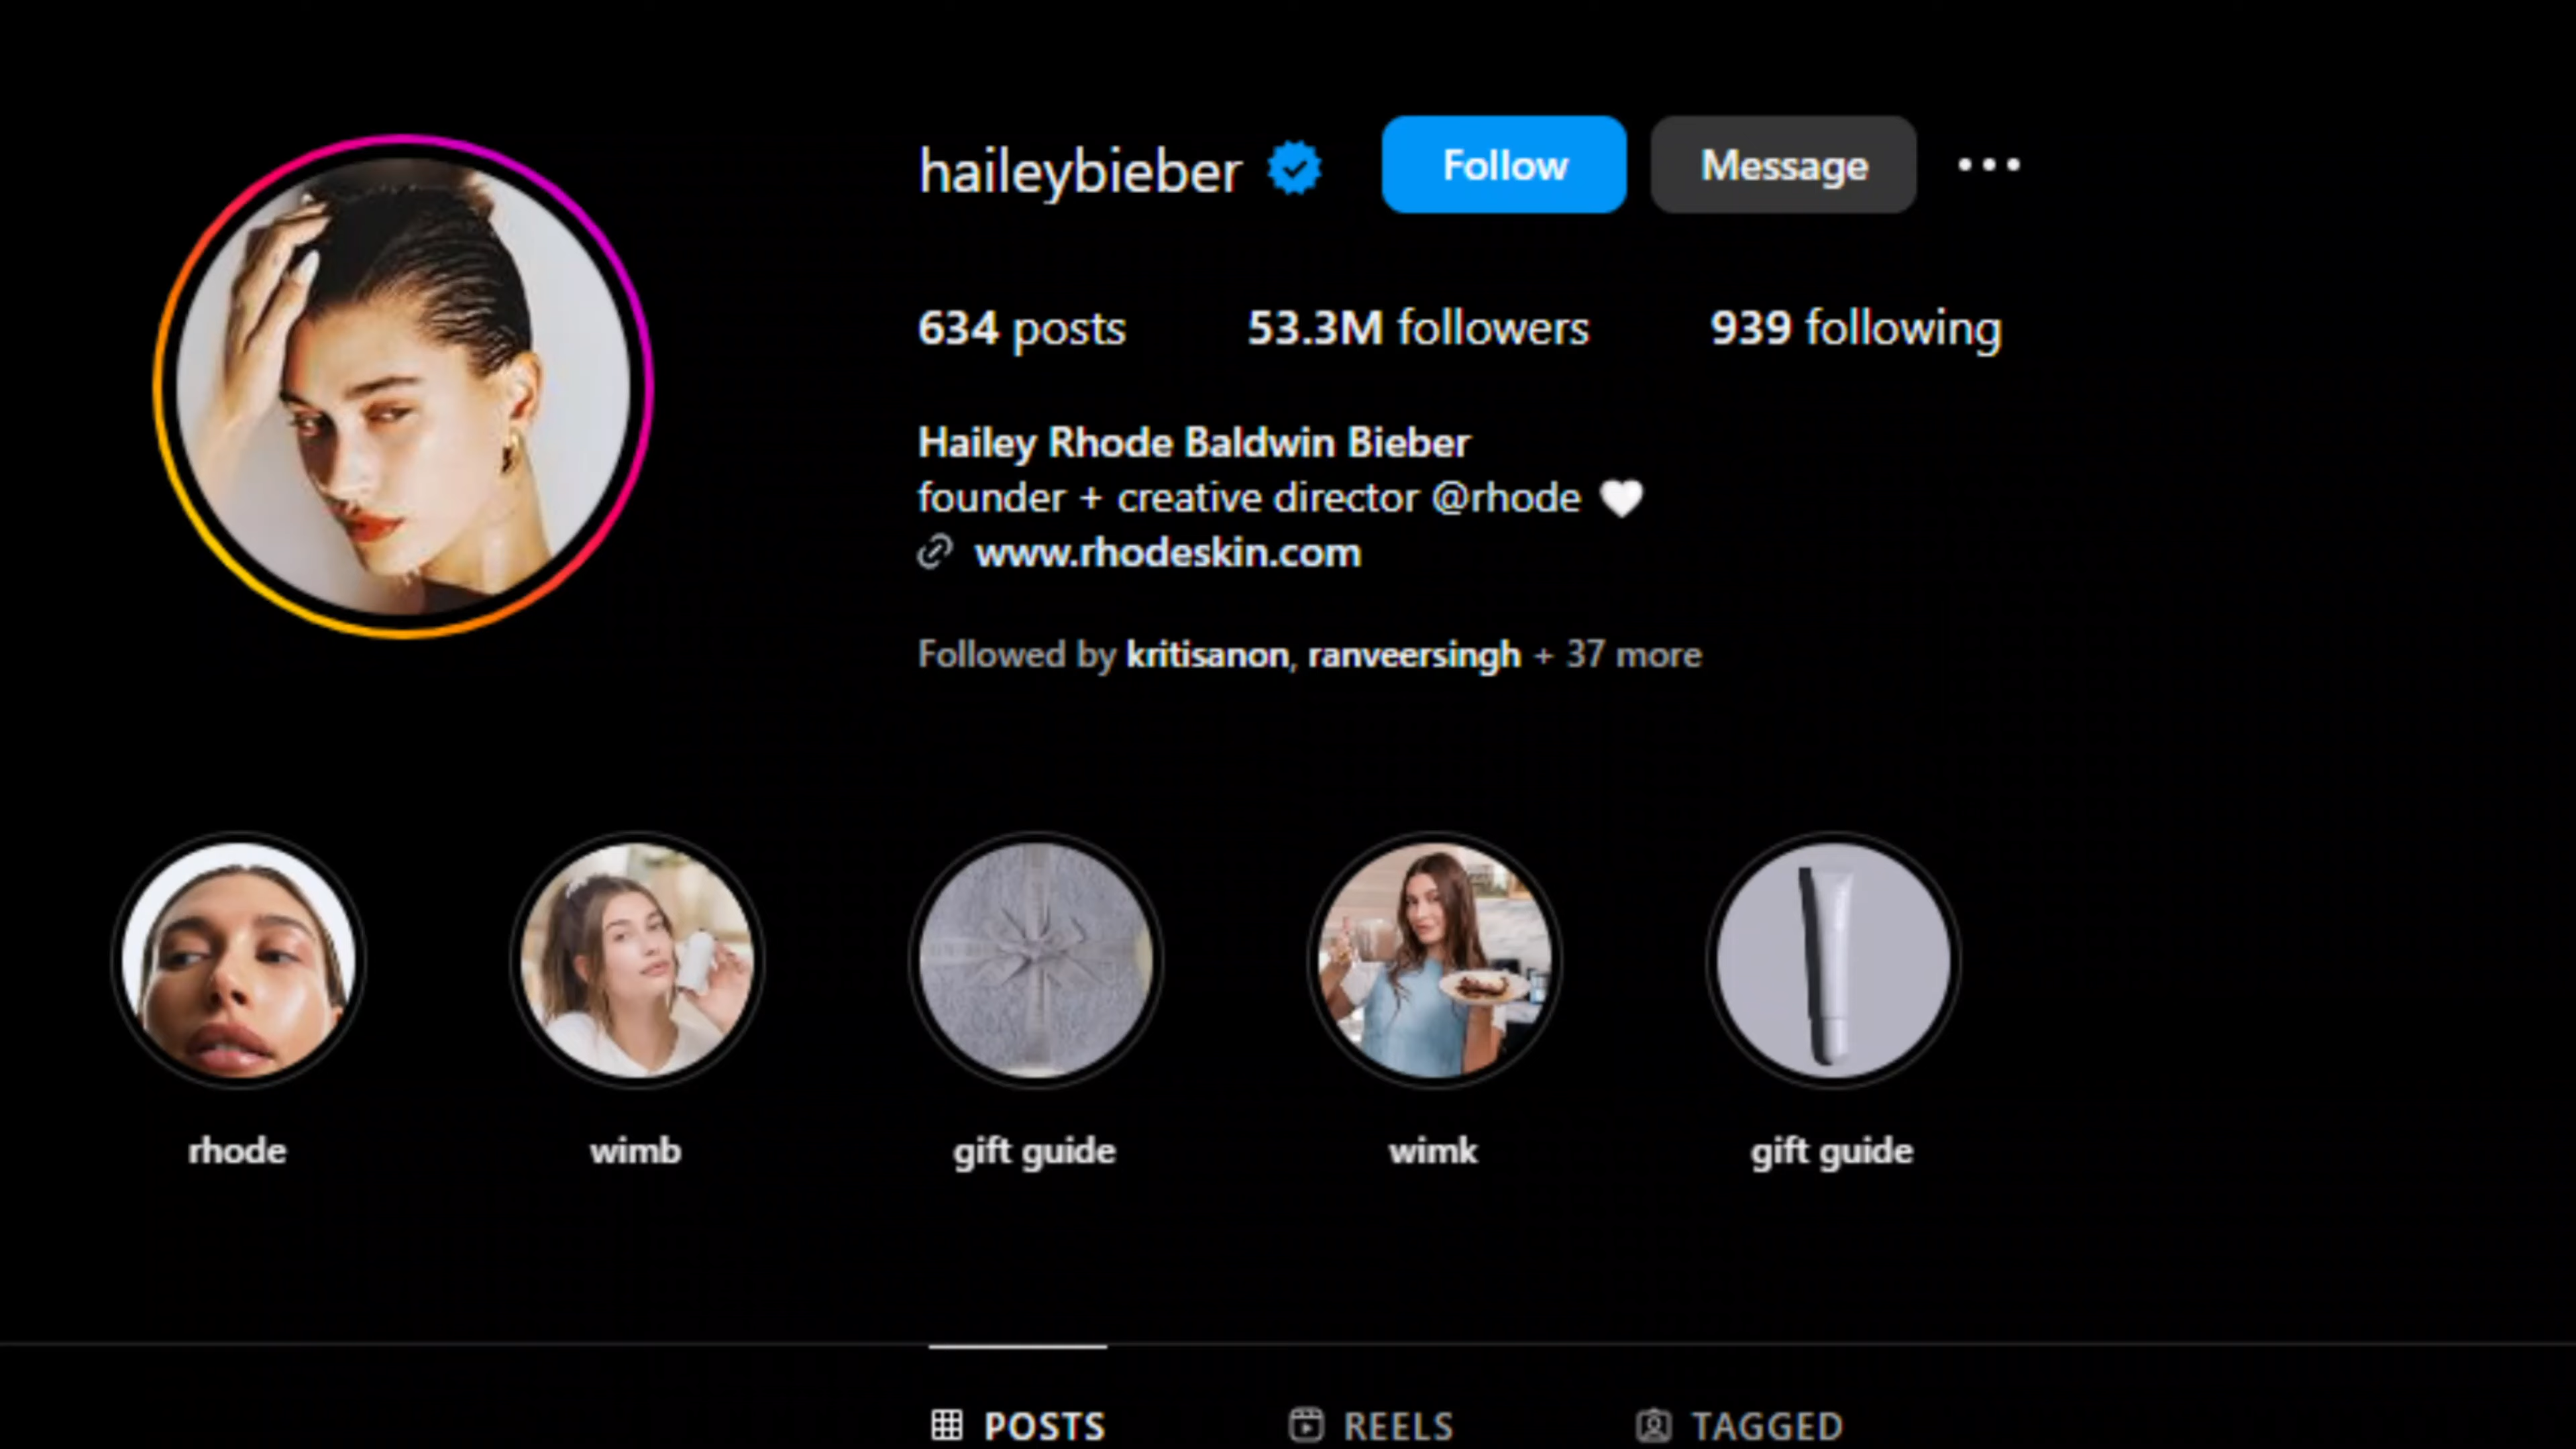 haileybieber Follow Message
634 posts 53.3M followers 939 following
Hailey Rhode Baldwin Bieber
founder + creative director @rhode 🤍
www.rhodeskin.com
Followed by kritisanon, ranveersingh + 37 more
rhode wimb gift guide wimk gift guide
POSTS REELS TAGGED